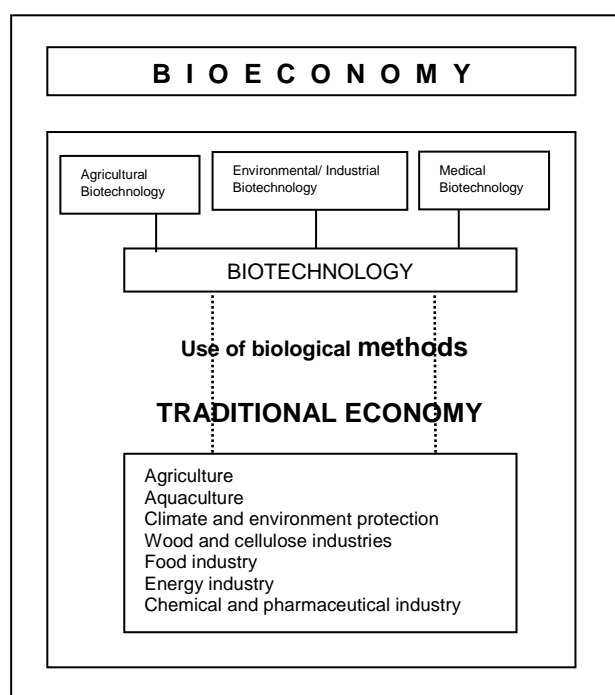 B I O E C O N O M Y
Agricultural
Biotechnology
Environmental/ Industrial
Biotechnology
Medical
Biotechnology
BIOTECHNOLOGY
Use of biological methods
TRADITIONAL ECONOMY
Agriculture
Aquaculture
Climate and environment protection
Wood and cellulose industries
Food industry
Energy industry
Chemical and pharmaceutical industry